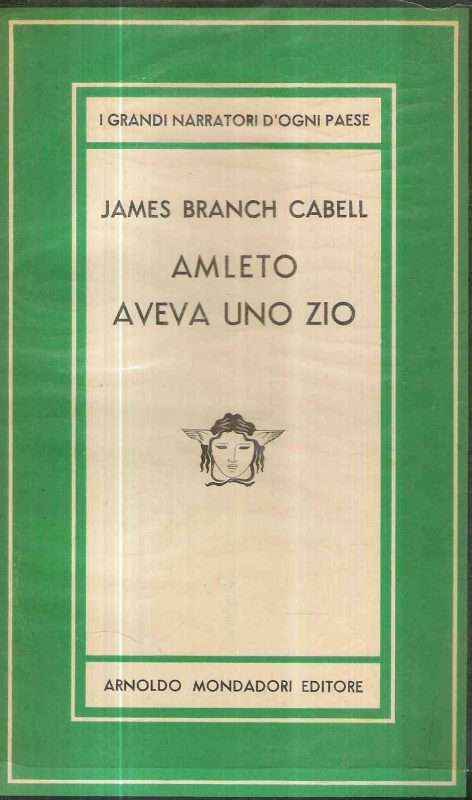 I GRANDI NARRATORI D'OGNI PAESE
JAMES BRANCH CABELL
AMLETO
AVEVA UNO ZIO
ARNOLDO MONDADORI EDITORE